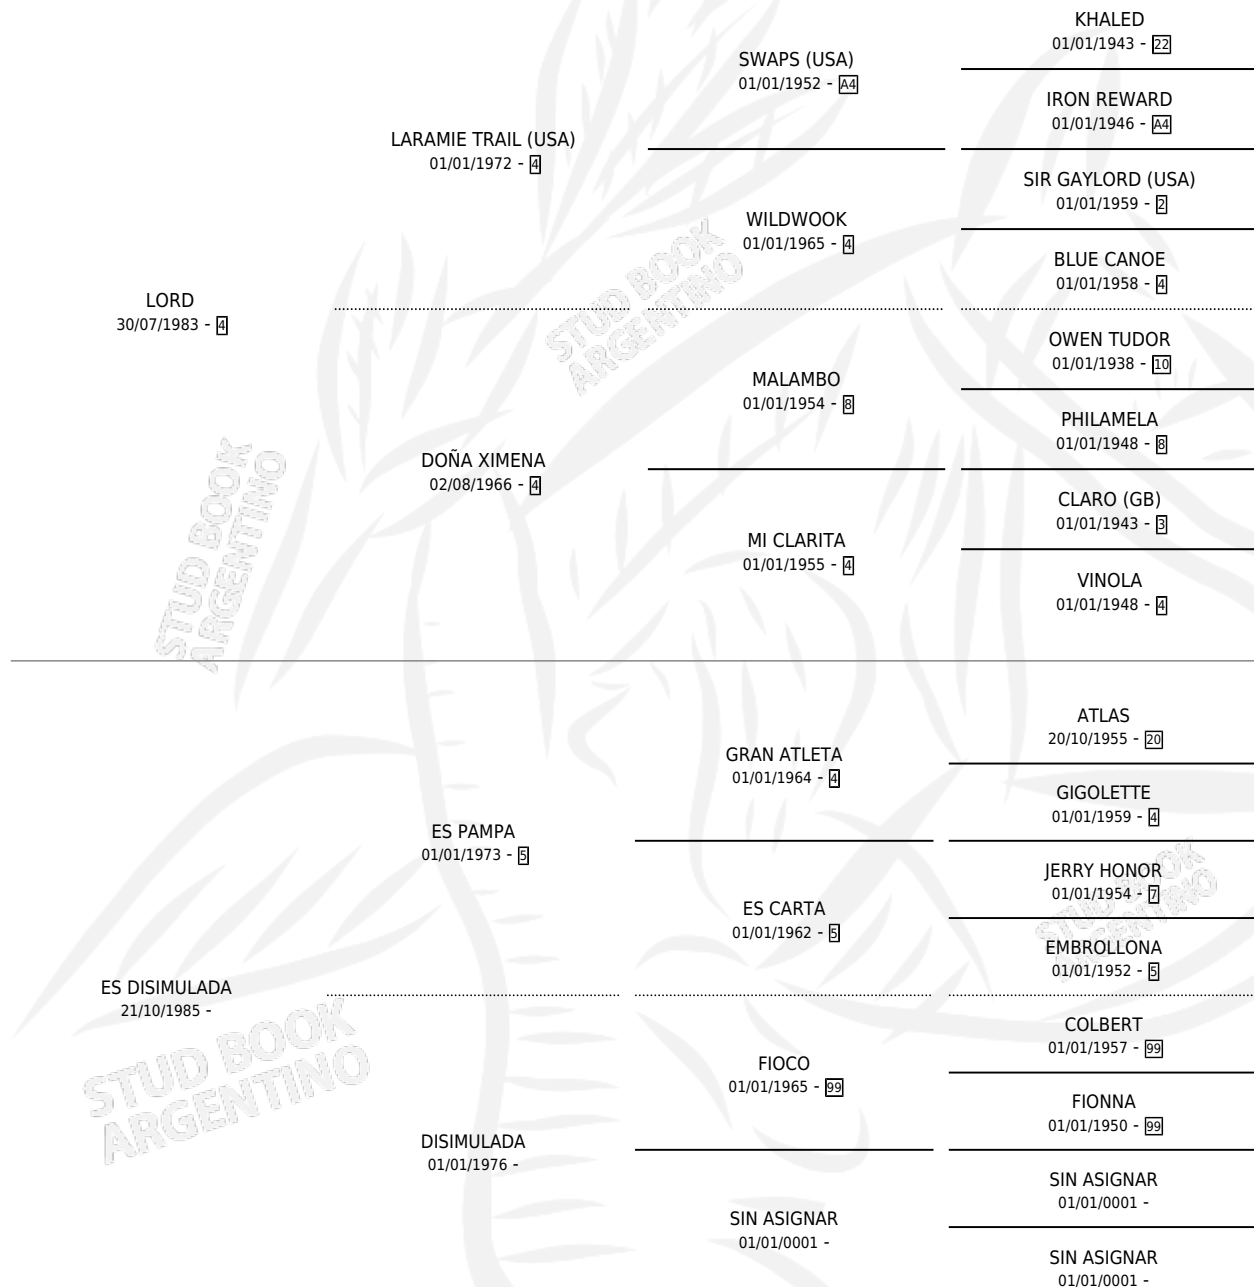 KHALED
01/01/1943 - 22
SWAPS (USA)
01/01/1952 - A4
IRON REWARD
01/01/1946 - A4
LARAMIE TRAIL (USA)
01/01/1972 - 4
SIR GAYLORD (USA)
01/01/1959 - 2
WILDWOOK
01/01/1965 - 4
BLUE CANOE
01/01/1958 - 4
LORD
30/07/1983 - 4
OWEN TUDOR
01/01/1938 - 10
MALAMBO
01/01/1954 - 8
PHILAMELA
01/01/1948 - 8
DOÑA XIMENA
02/08/1966 - 4
CLARO (GB)
01/01/1943 - 3
MI CLARITA
01/01/1955 - 4
VINOLA
01/01/1948 - 4
ATLAS
20/10/1955 - 20
GRAN ATLETA
01/01/1964 - 4
GIGOLETTE
01/01/1959 - 4
ES PAMPA
01/01/1973 - 5
JERRY HONOR
01/01/1954 - 7
ES CARTA
01/01/1962 - 5
EMBROLLONA
01/01/1952 - 5
ES DISIMULADA
21/10/1985 -
COLBERT
01/01/1957 - 99
FIOCO
01/01/1965 - 99
FIONNA
01/01/1950 - 99
DISIMULADA
01/01/1976 -
SIN ASIGNAR
01/01/0001 -
SIN ASIGNAR
01/01/0001 -
SIN ASIGNAR
01/01/0001 -
STUD BOOK
ARGENTINO
STUD BOOK
ARGENTINO
STUD BOOK
ARGENTINO
STUD BOOK
ARGENTINO